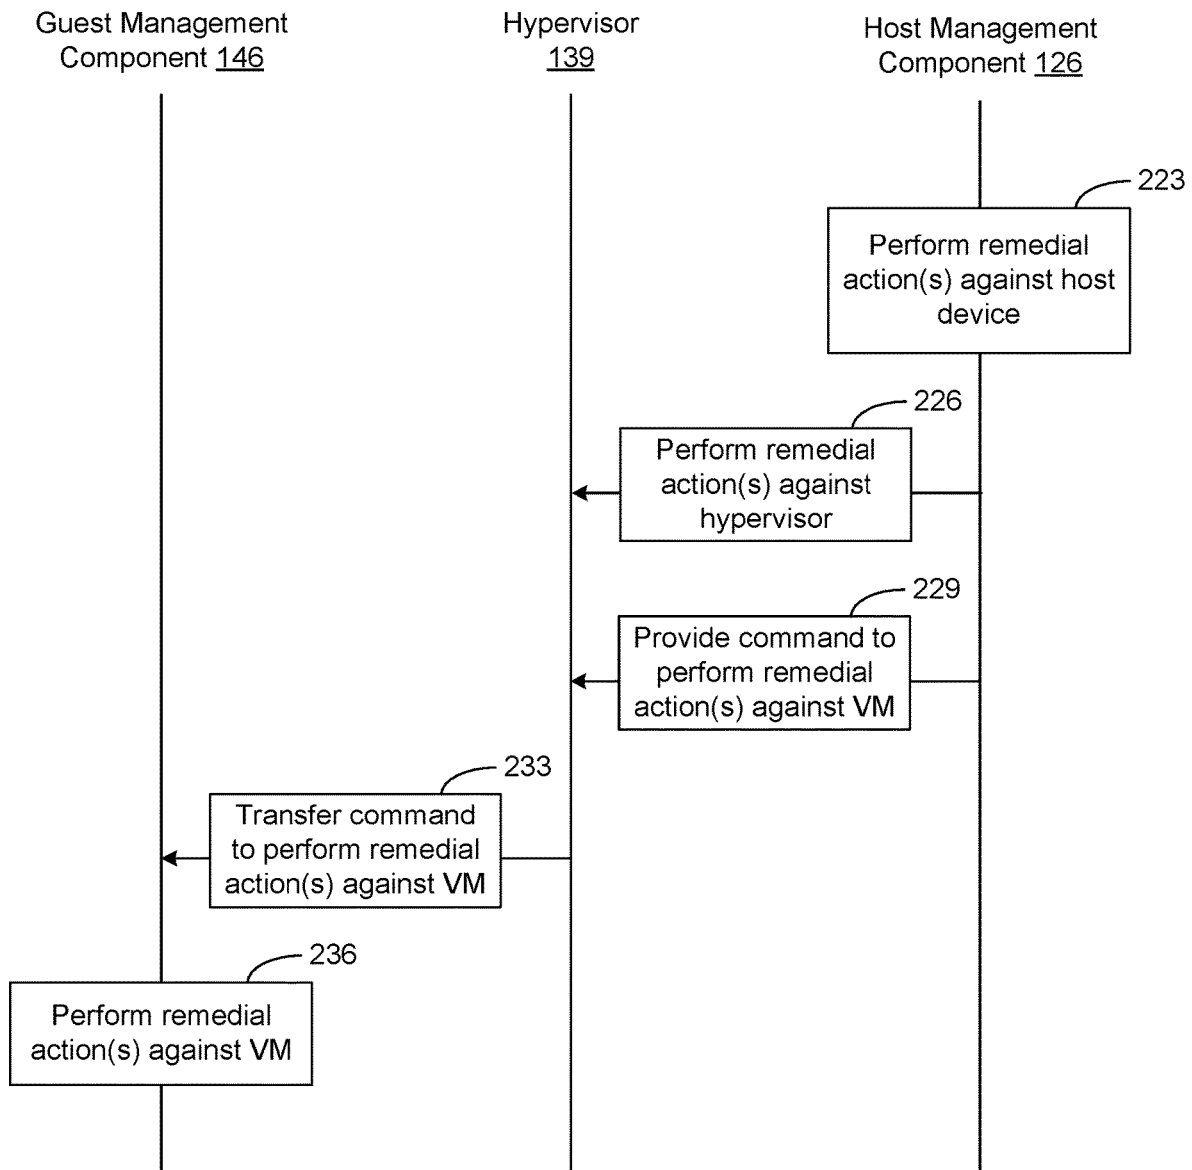 Guest Management
Component 146
Hypervisor
139
Host Management
Component 126
223
Perform remedial
action(s) against host
device
226
Perform remedial
action(s) against
hypervisor
229
Provide command to
perform remedial
action(s) against VM
233
Transfer command
to perform remedial
action(s) against VM
236
Perform remedial
action(s) against VM